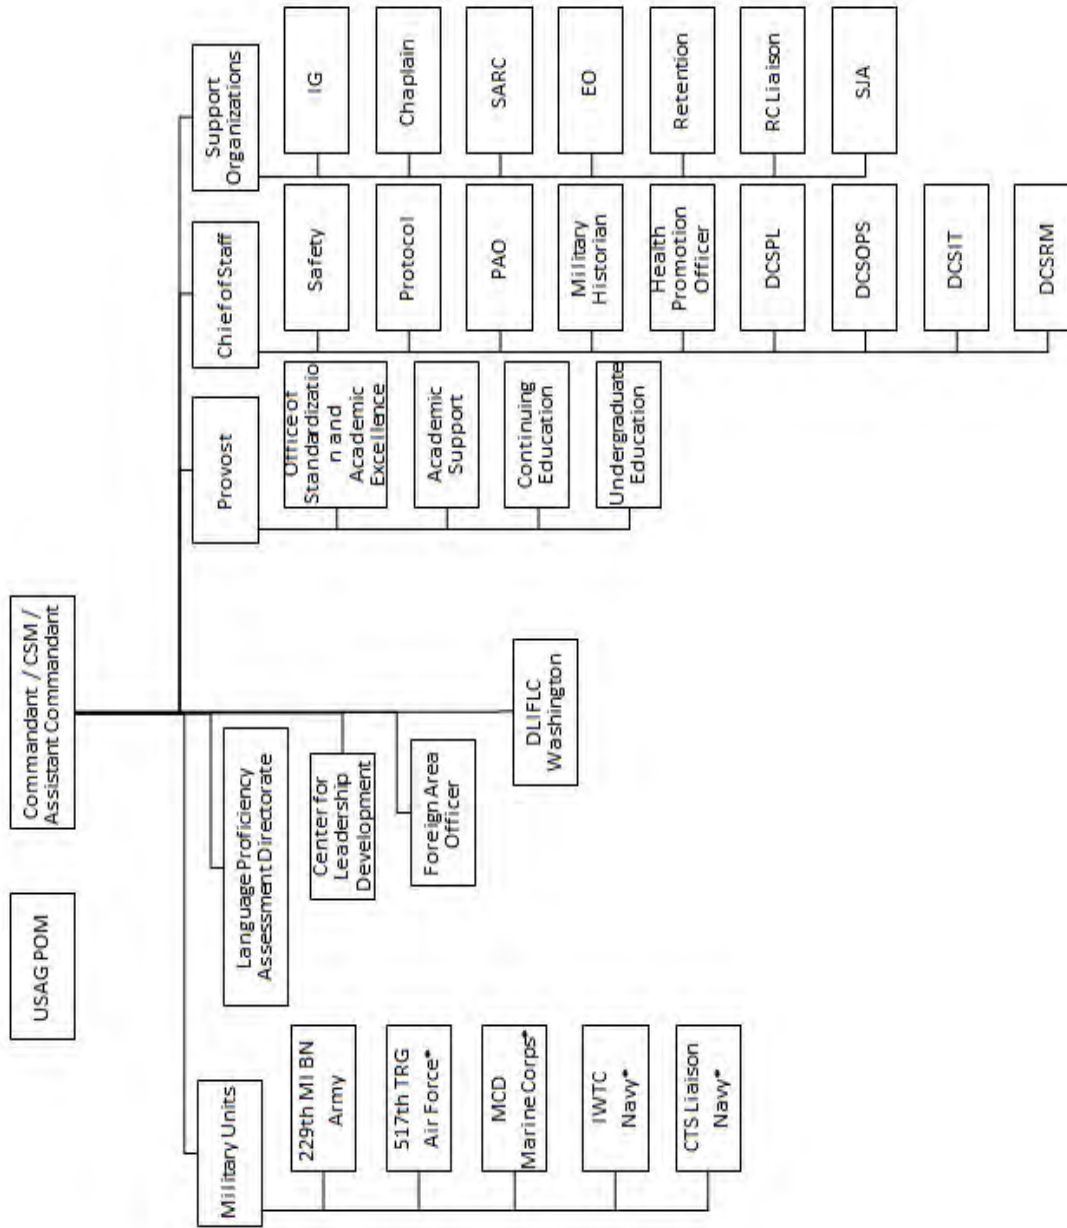 USAG POM
Commandant / CSM /
Assistant Commandant
Military Units
229th MI BN
Army
517th TRG
Air Force*
MCD
Marine Corps*
IWTC
Navy*
CTS Liaison
Navy*
Language Proficiency
Assessment Directorate
Center for
Leadership
Development
Foreign Area
Officer
DLIFLC
Washington
Provost
Office of
Standardizatio
n and
Academic
Excellence
Academic
Support
Continuing
Education
Undergraduate
Education
Chief of Staff
Safety
Protocol
PAO
Military
Historian
Health
Promotion
Officer
DCSPL
DCSOPS
DCSIT
DCSRM
Support
Organizations
IG
Chaplain
SARC
EO
Retention
RC Liaison
SJA